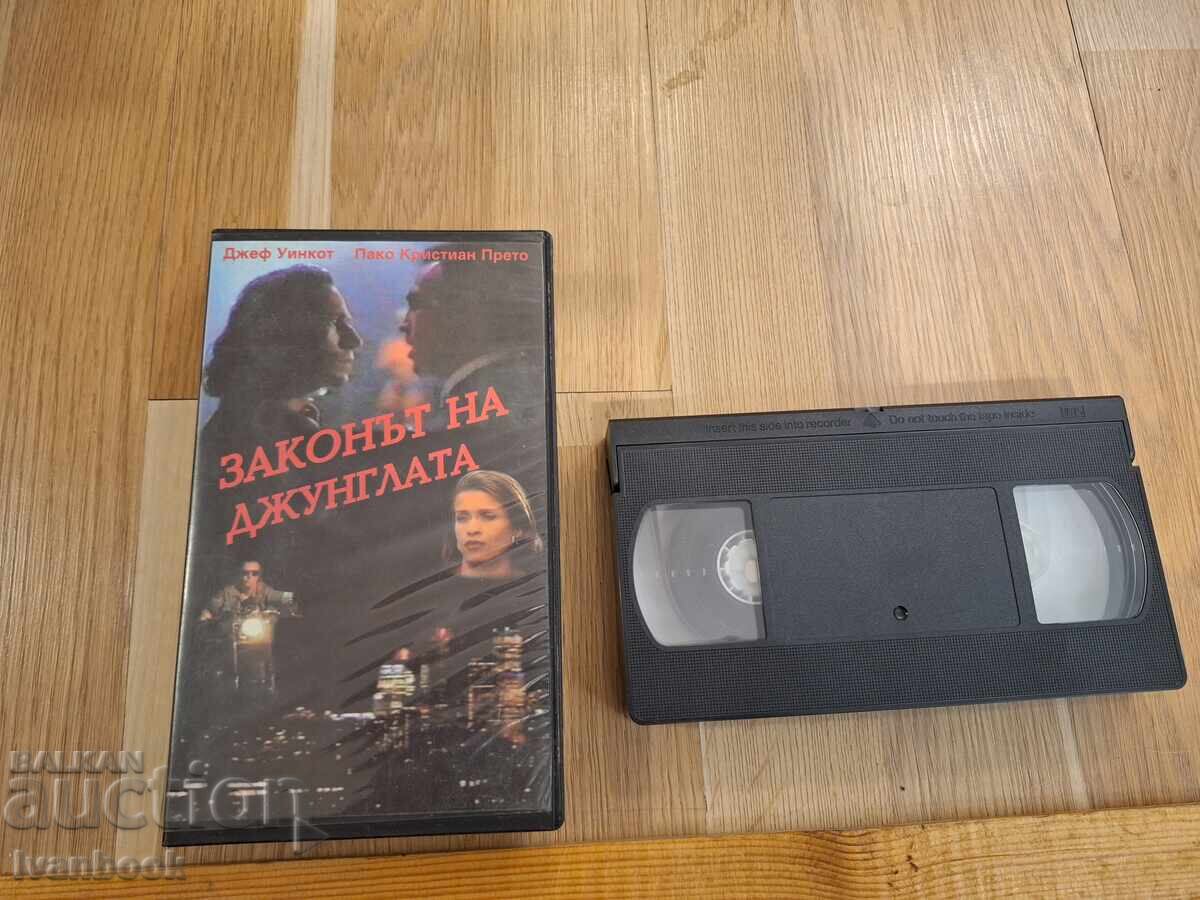 Джеф Уинкот Пако Кристиан Прето
ЗАКОНЪТ НА
ДЖУНГЛАТА
Insert this side into recorder Do not touch the tape inside
BALKAN
auction
Ivanbook